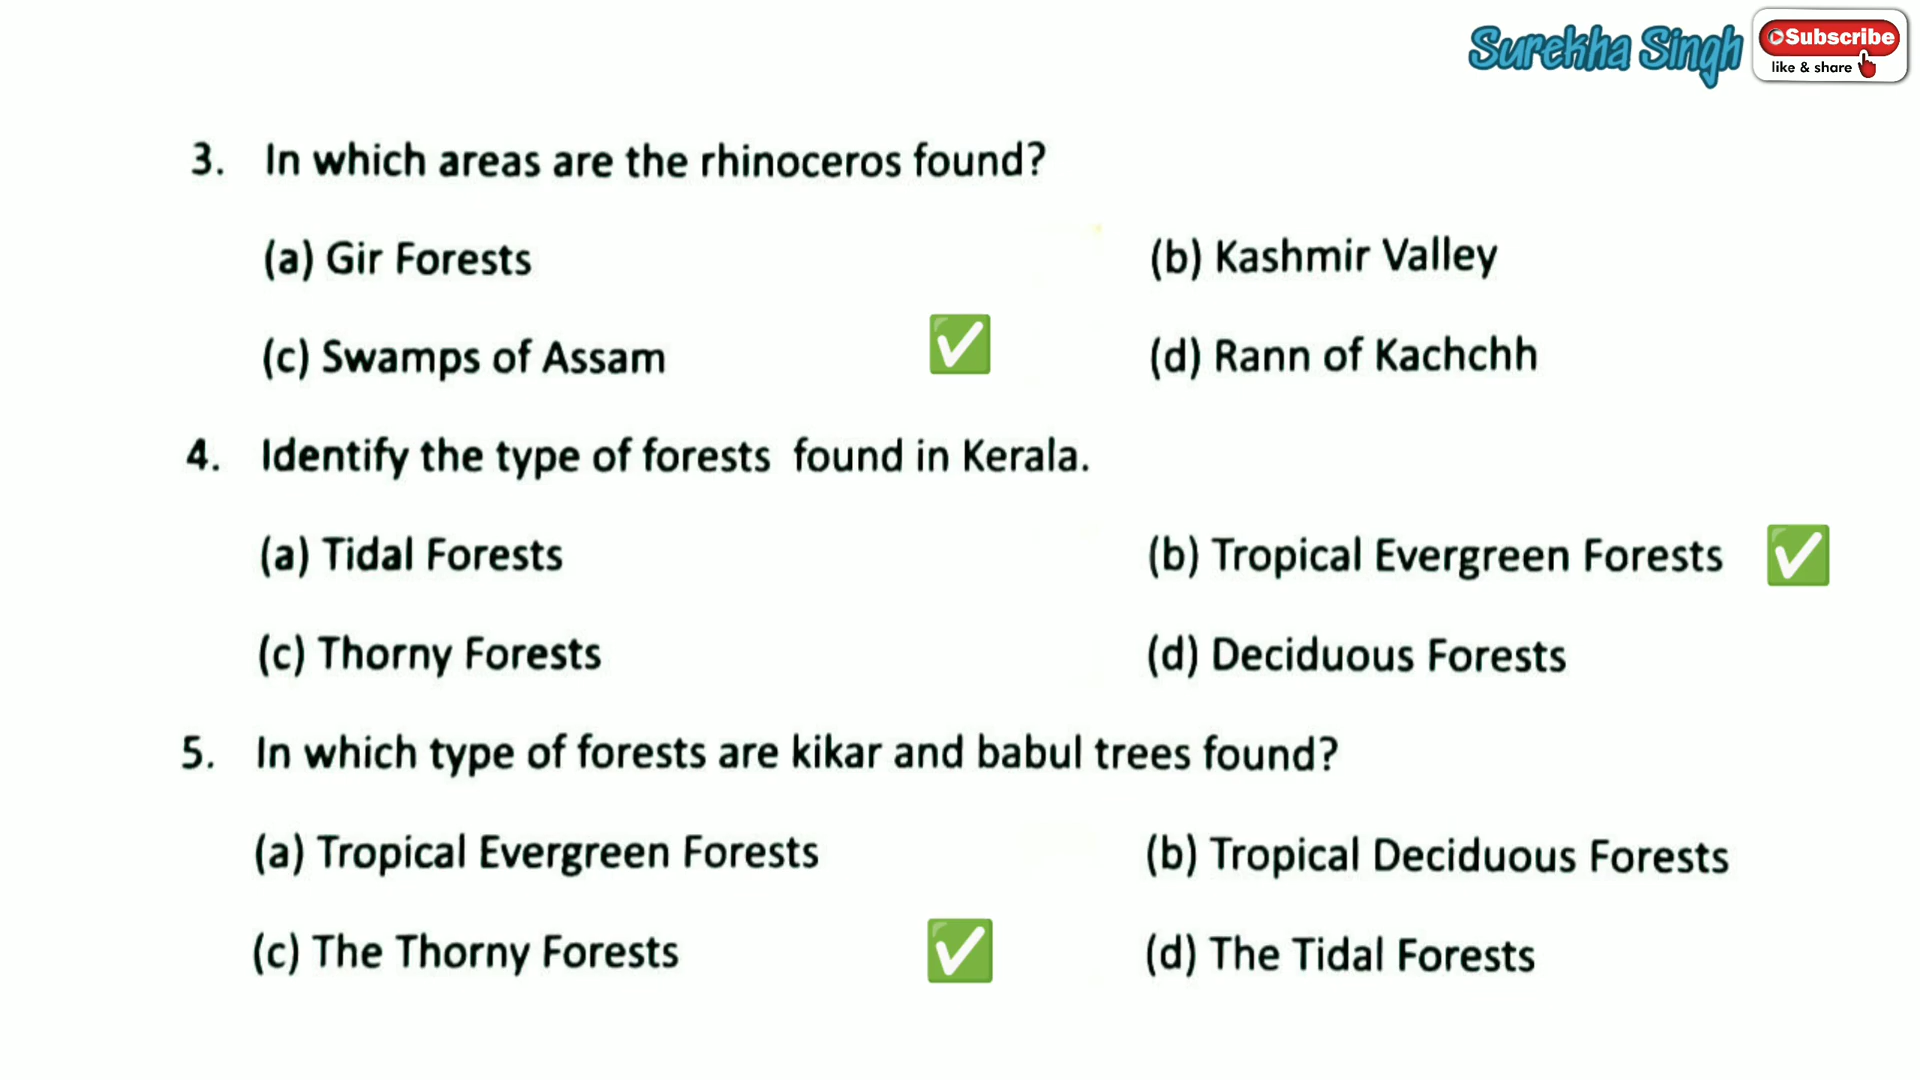 Surekha Singh
Subscribe
like & share
3. In which areas are the rhinoceros found?
(a) Gir Forests (b) Kashmir Valley
(c) Swamps of Assam ✅ (d) Rann of Kachchh
4. Identify the type of forests found in Kerala.
(a) Tidal Forests (b) Tropical Evergreen Forests ✅
(c) Thorny Forests (d) Deciduous Forests
5. In which type of forests are kikar and babul trees found?
(a) Tropical Evergreen Forests (b) Tropical Deciduous Forests
(c) The Thorny Forests ✅ (d) The Tidal Forests